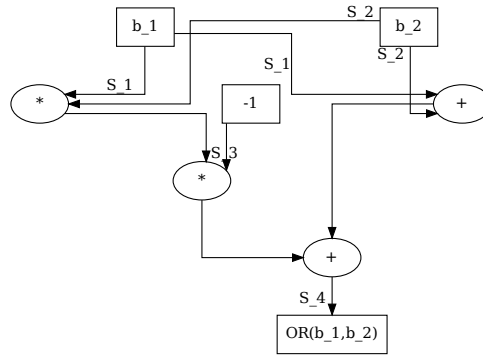 b_1
S_2
b_2
S_2
S_1
S_1
*
-1
+
S_3
*
+
S_4
OR(b_1,b_2)